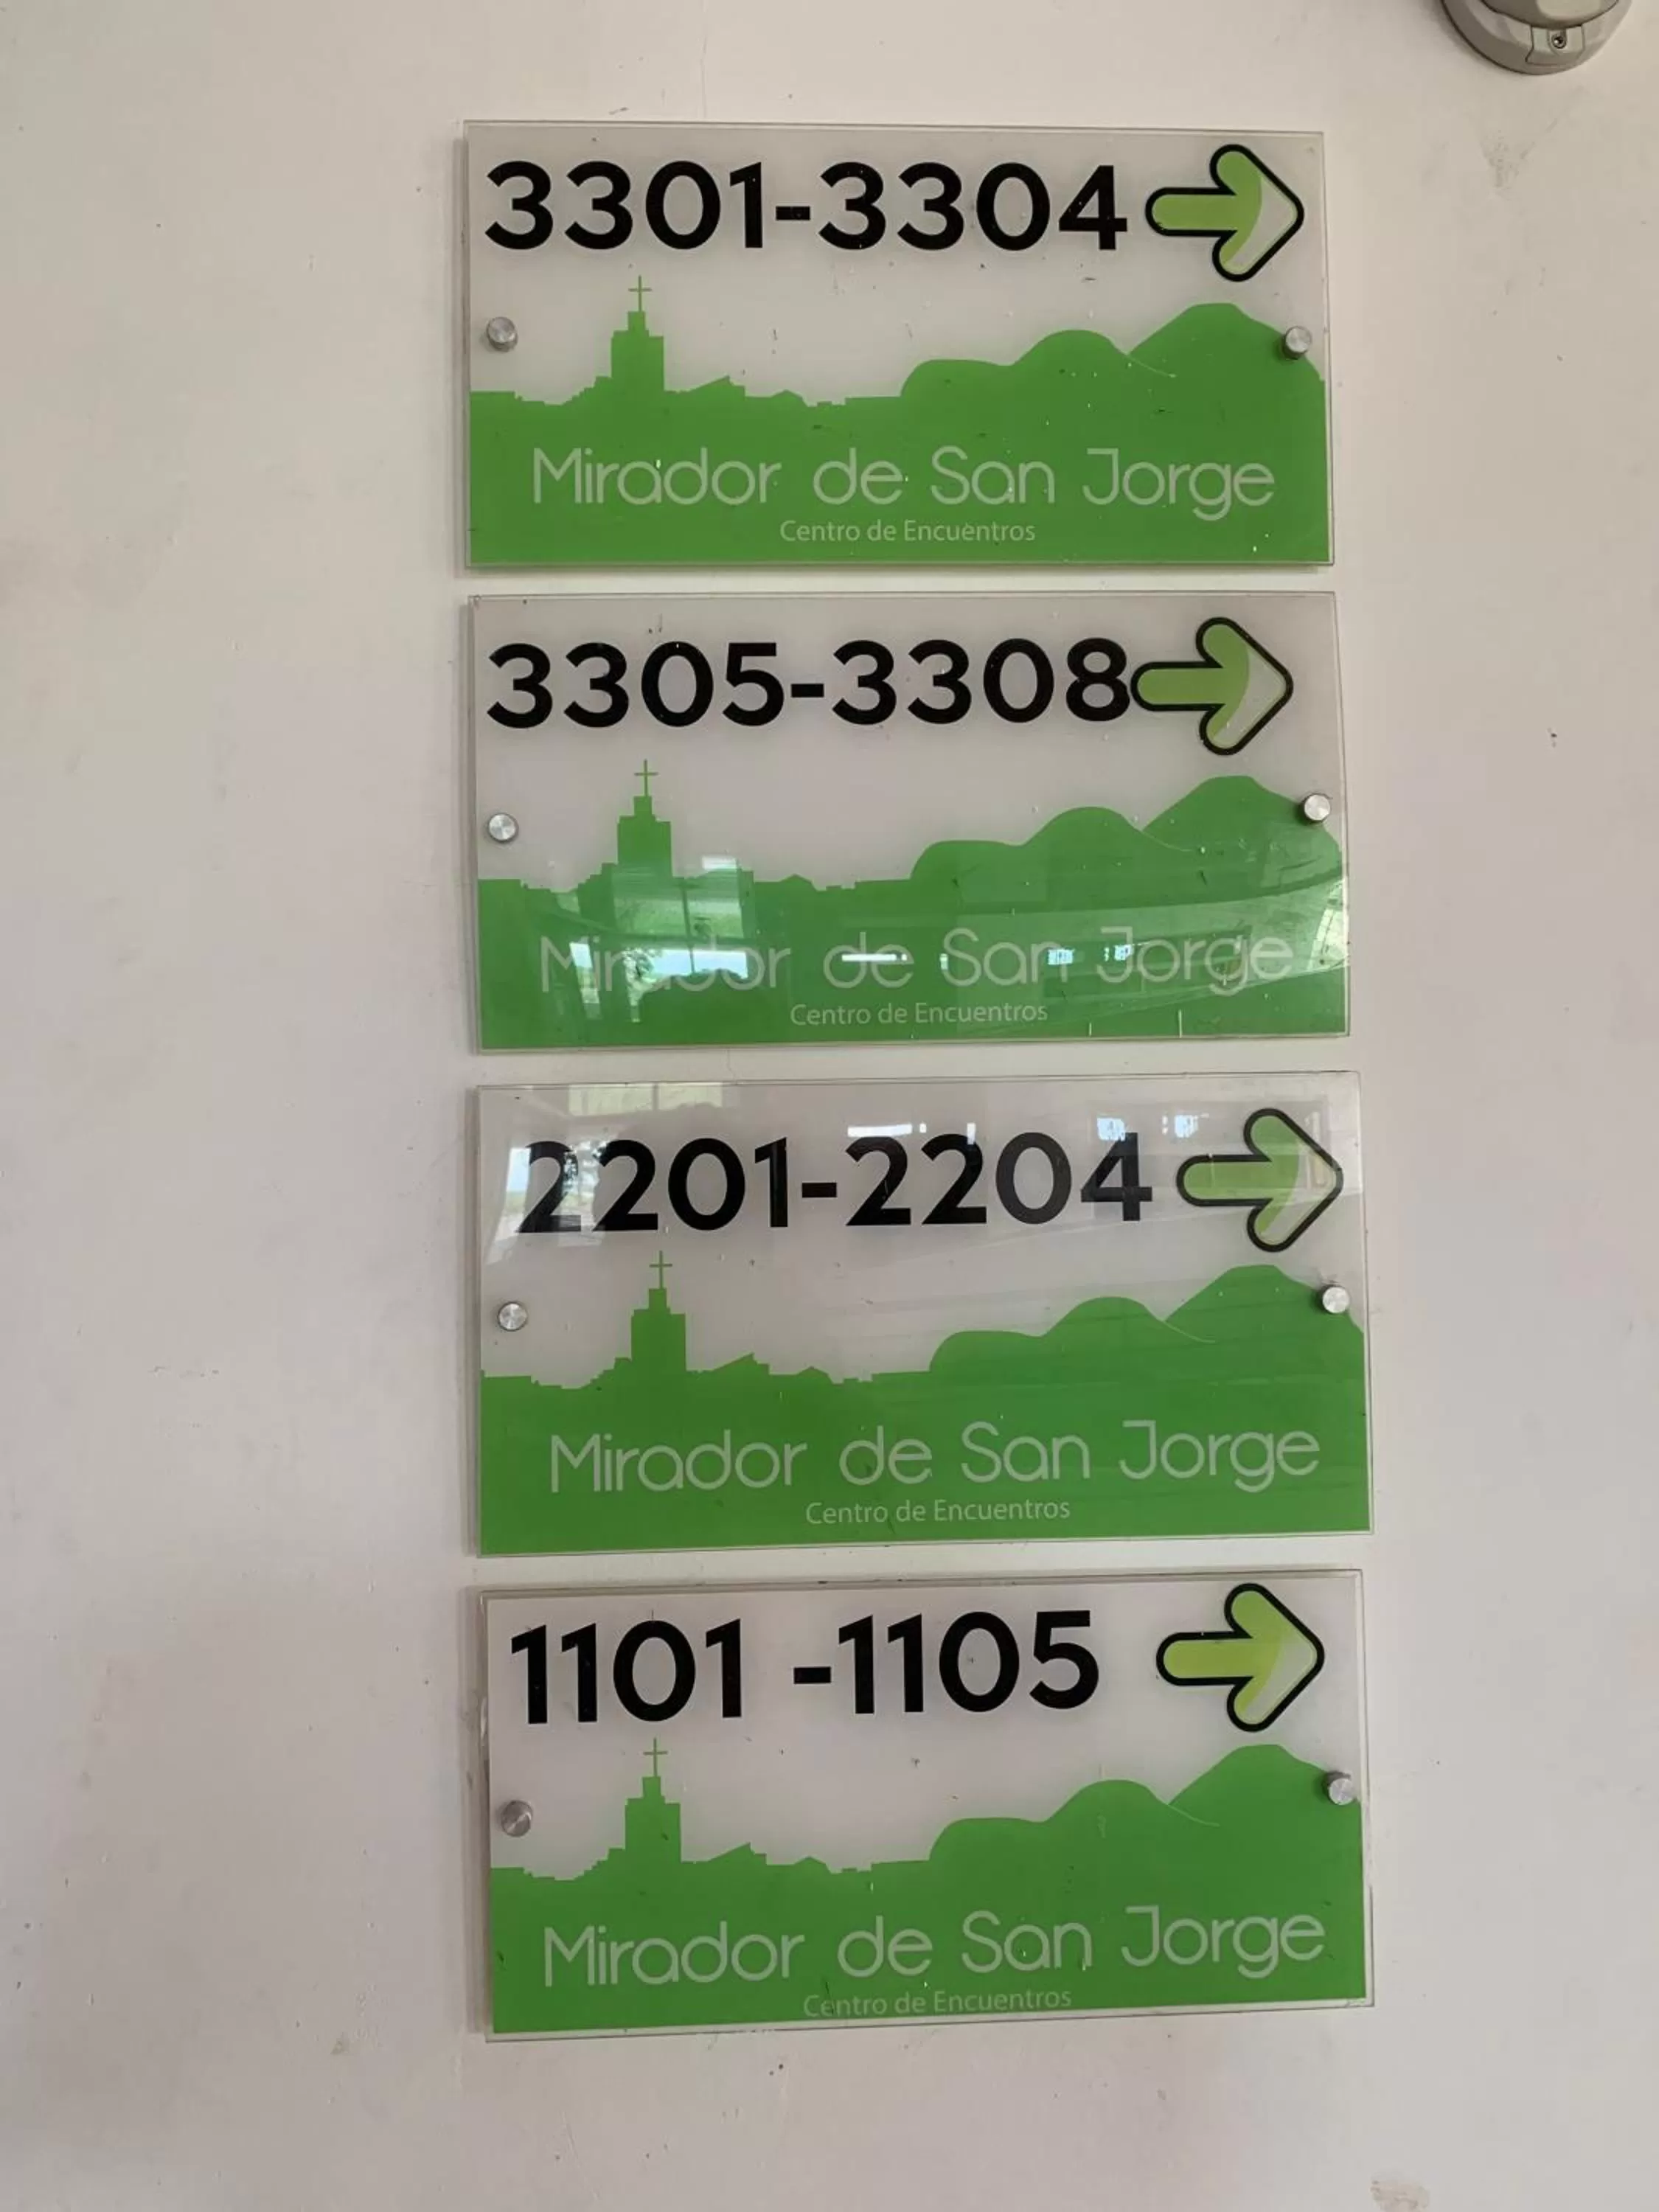 3301-3304
Mirador de San Jorge
Centro de Encuentros
3305-3308
Mirador de San Jorge
Centro de Encuentros
2201-2204
Mirador de San Jorge
Centro de Encuentros
1101 -1105
Mirador de San Jorge
Centro de Encuentros